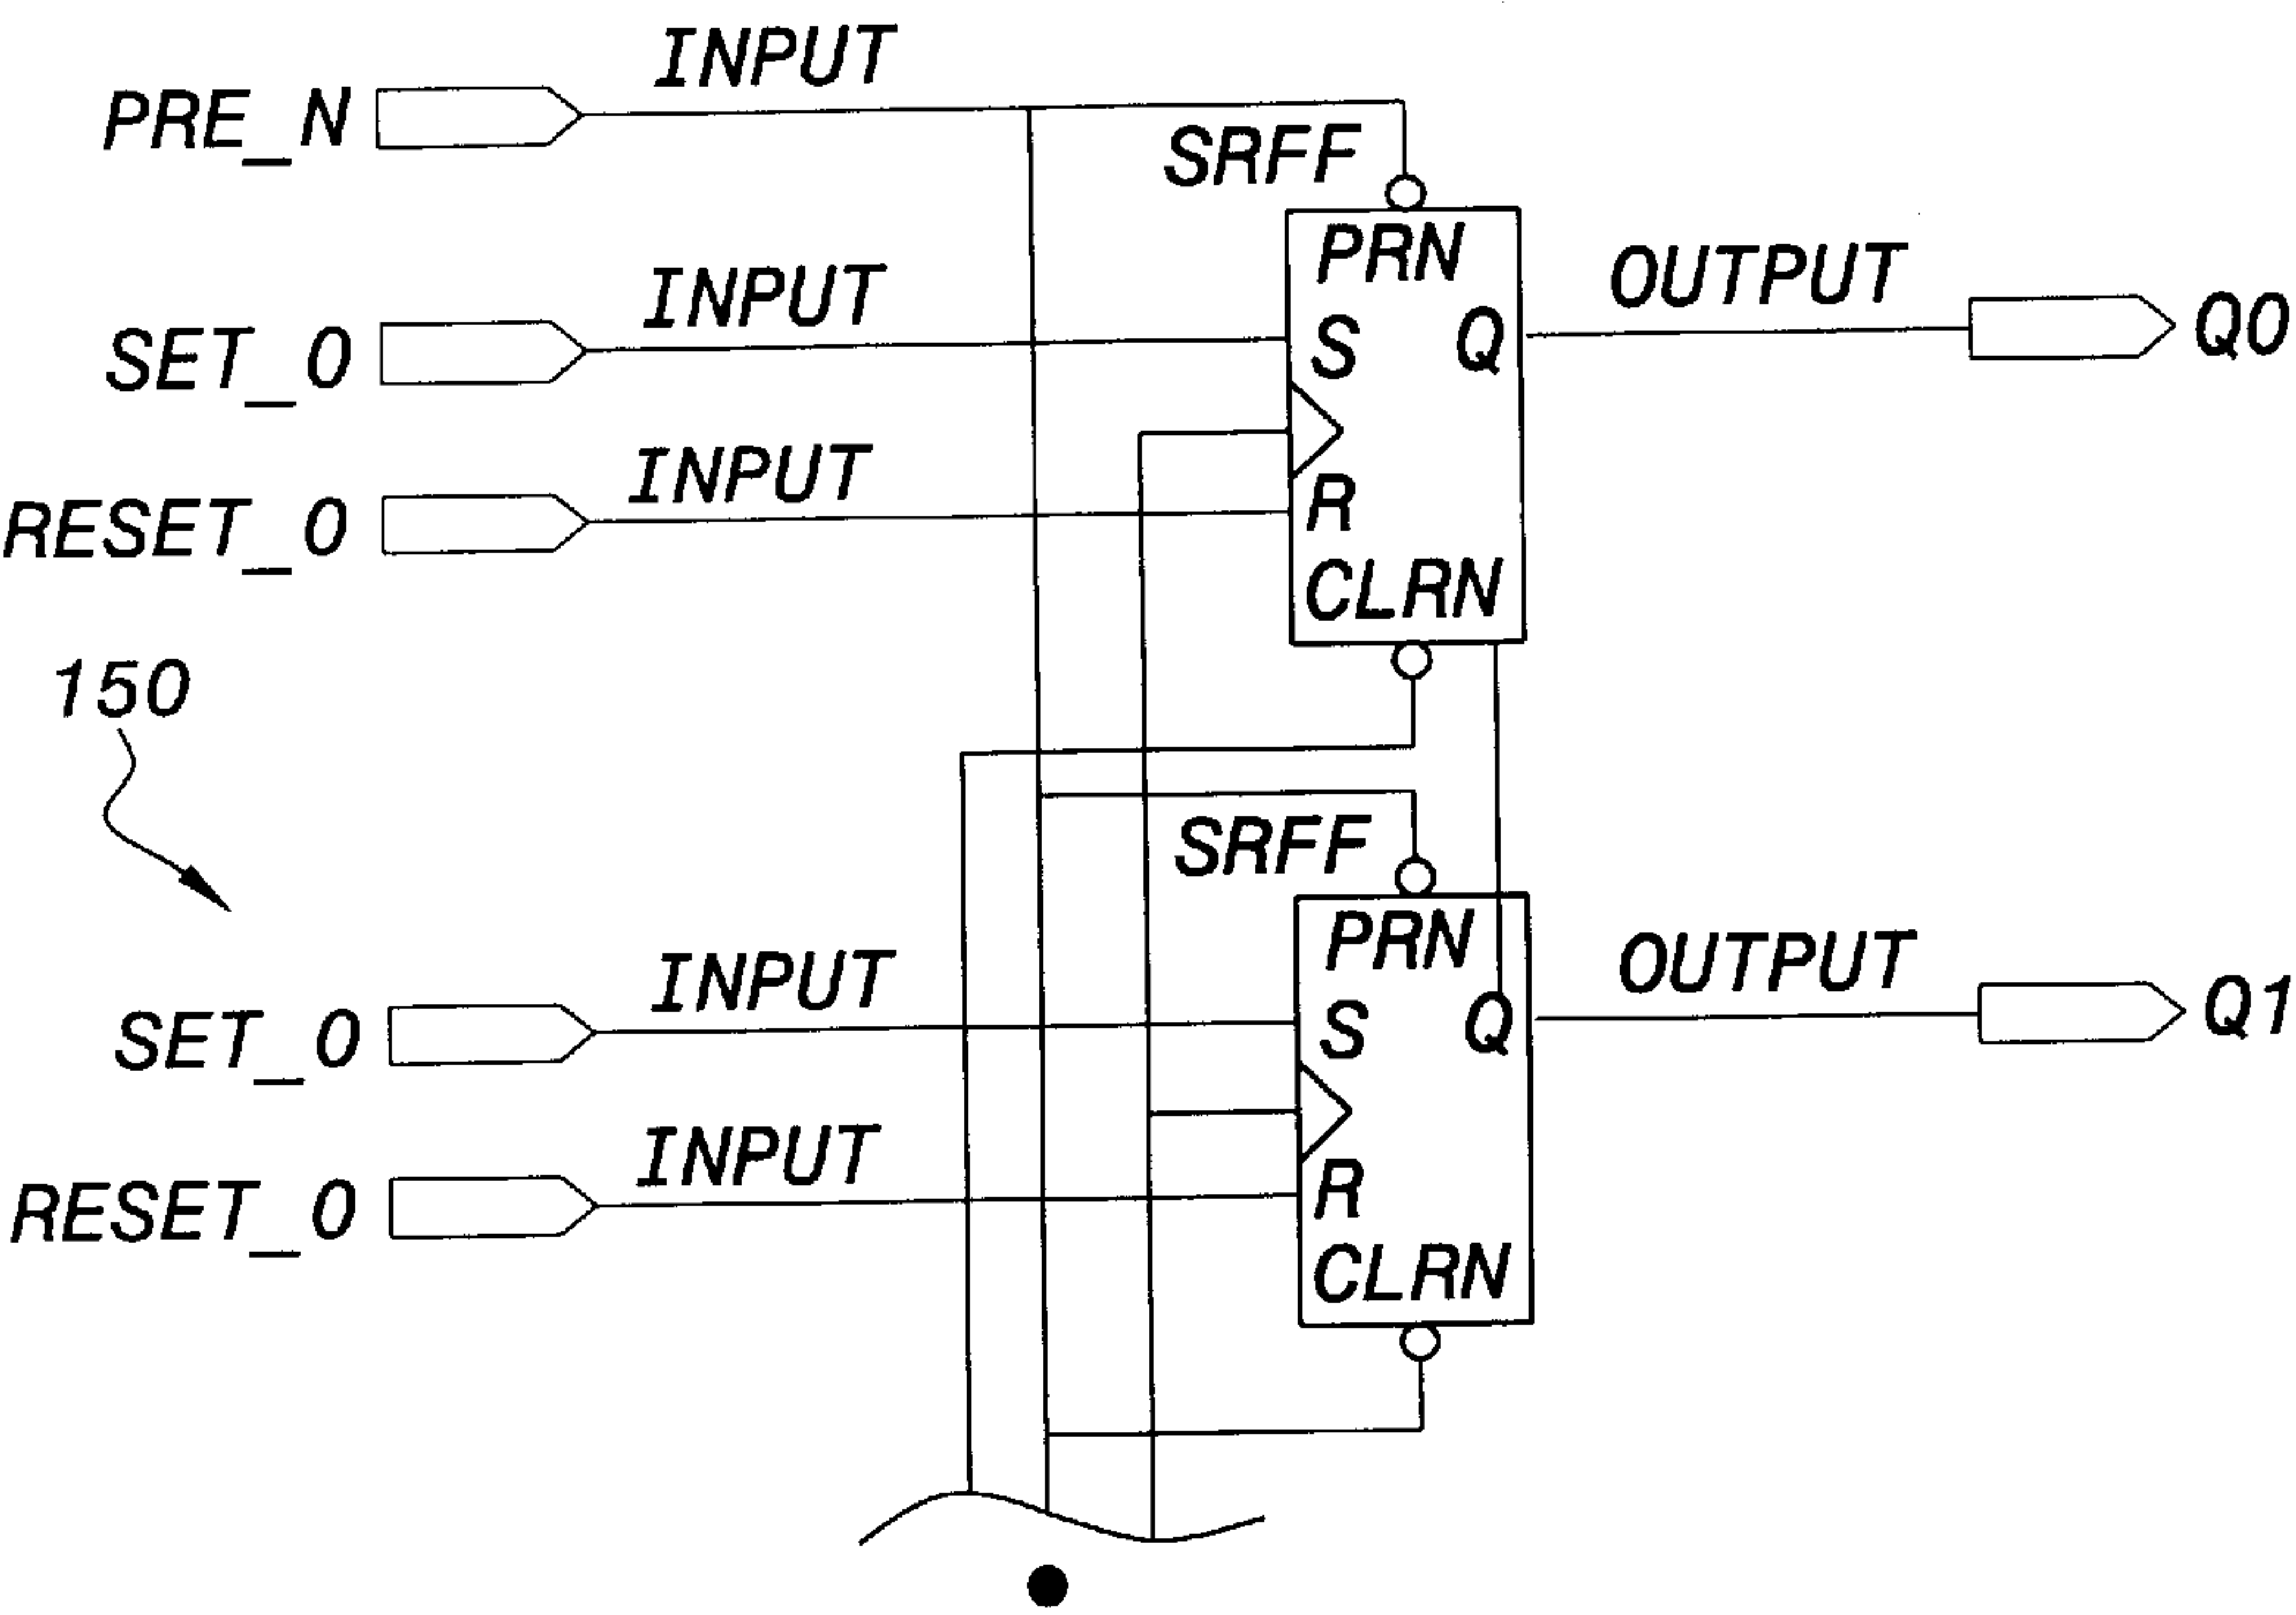 INPUT
PRE_N
SRFF
PRN
INPUT
OUTPUT
SET_0
S
Q
Q0
INPUT
RESET_0
R
CLRN
150
SRFF
PRN
INPUT
OUTPUT
SET_0
S
Q
Q1
INPUT
RESET_0
R
CLRN